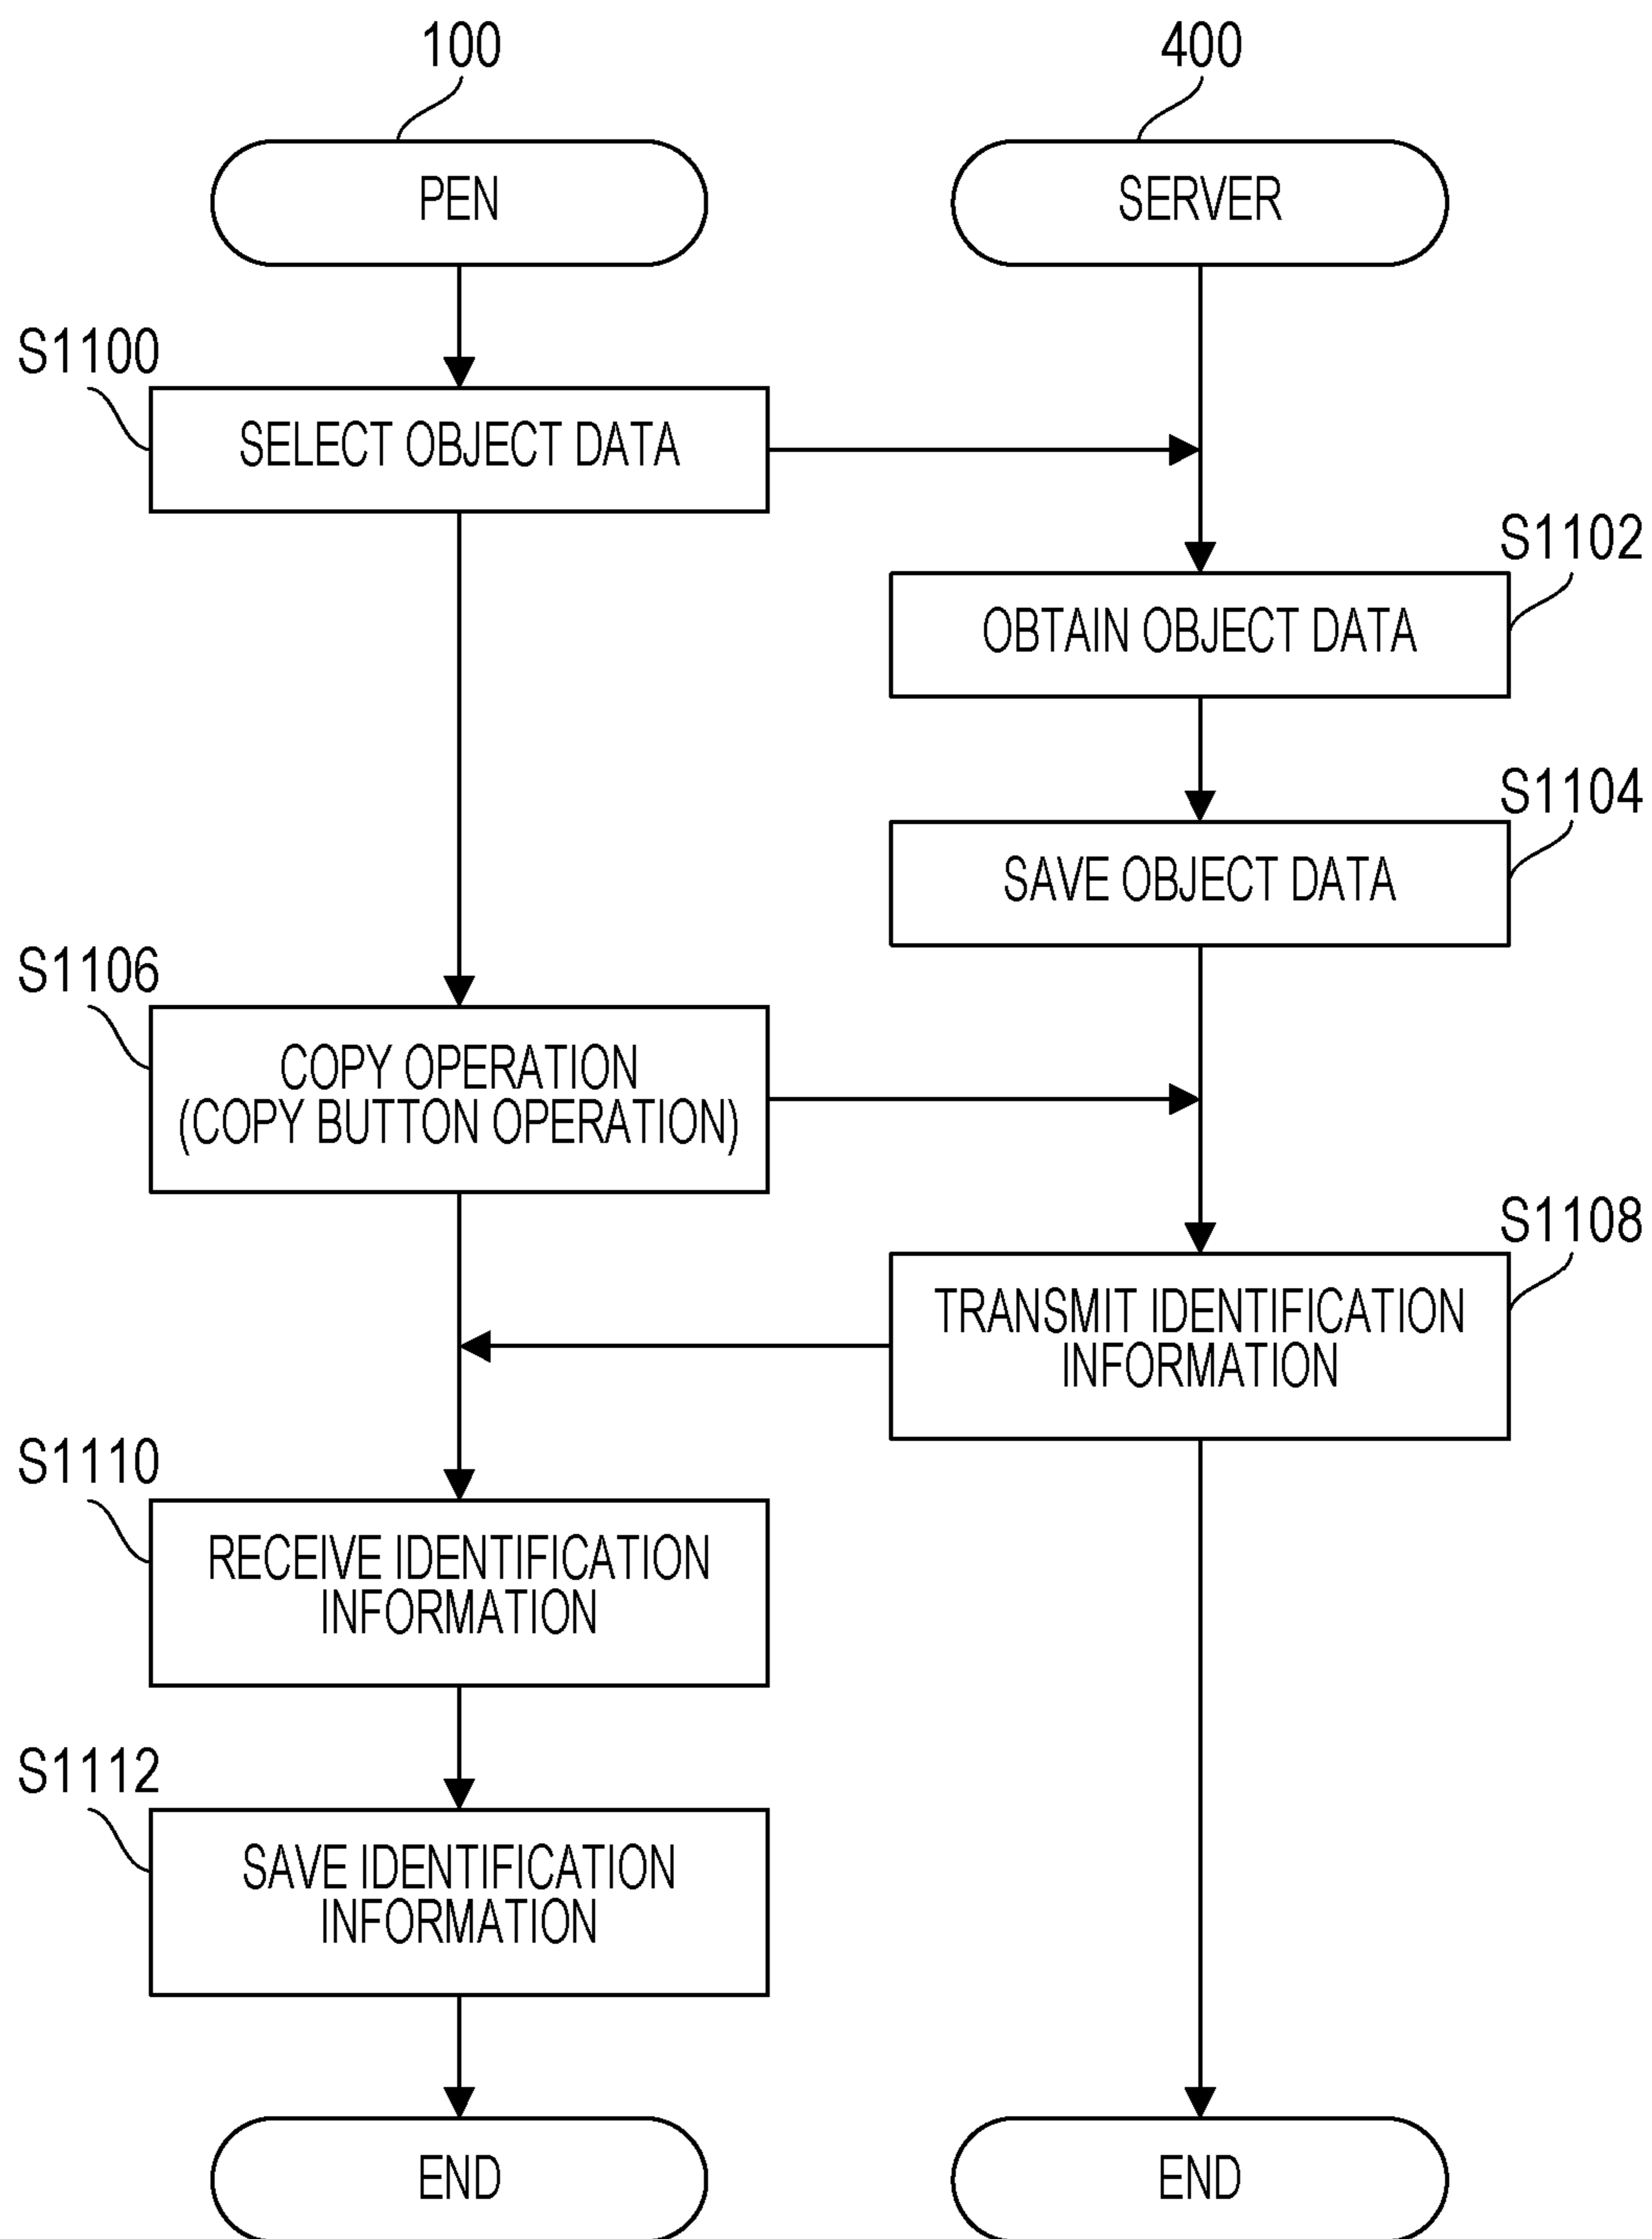 100
400
PEN
SERVER
S1100
SELECT OBJECT DATA
S1102
OBTAIN OBJECT DATA
S1104
SAVE OBJECT DATA
S1106
COPY OPERATION
(COPY BUTTON OPERATION)
S1108
TRANSMIT IDENTIFICATION
INFORMATION
S1110
RECEIVE IDENTIFICATION
INFORMATION
S1112
SAVE IDENTIFICATION
INFORMATION
END
END